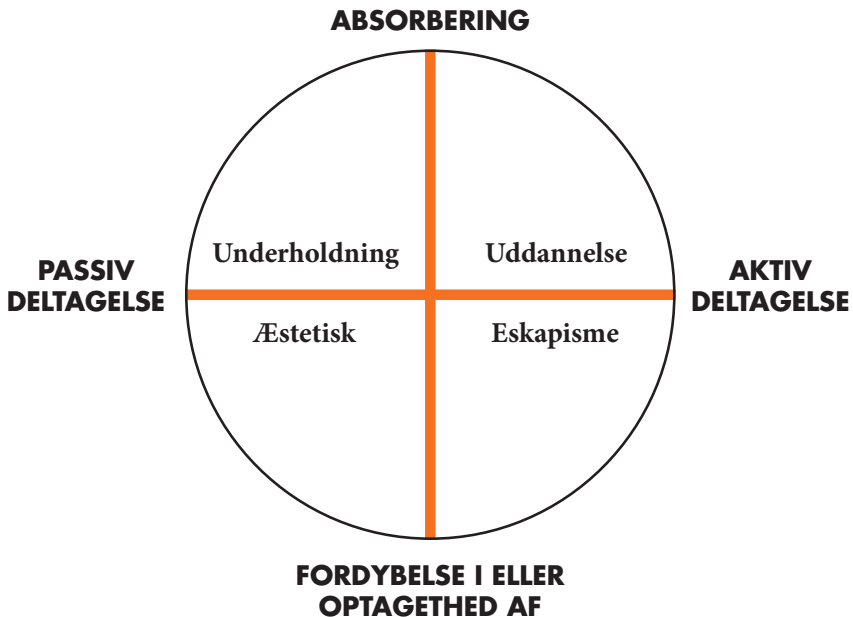 ABSORBERING
Underholdning
Uddannelse
PASSIV
DELTAGELSE
AKTIV
DELTAGELSE
Æstetisk
Eskapisme
FORDYBELSE I ELLER
OPTAGETHED AF